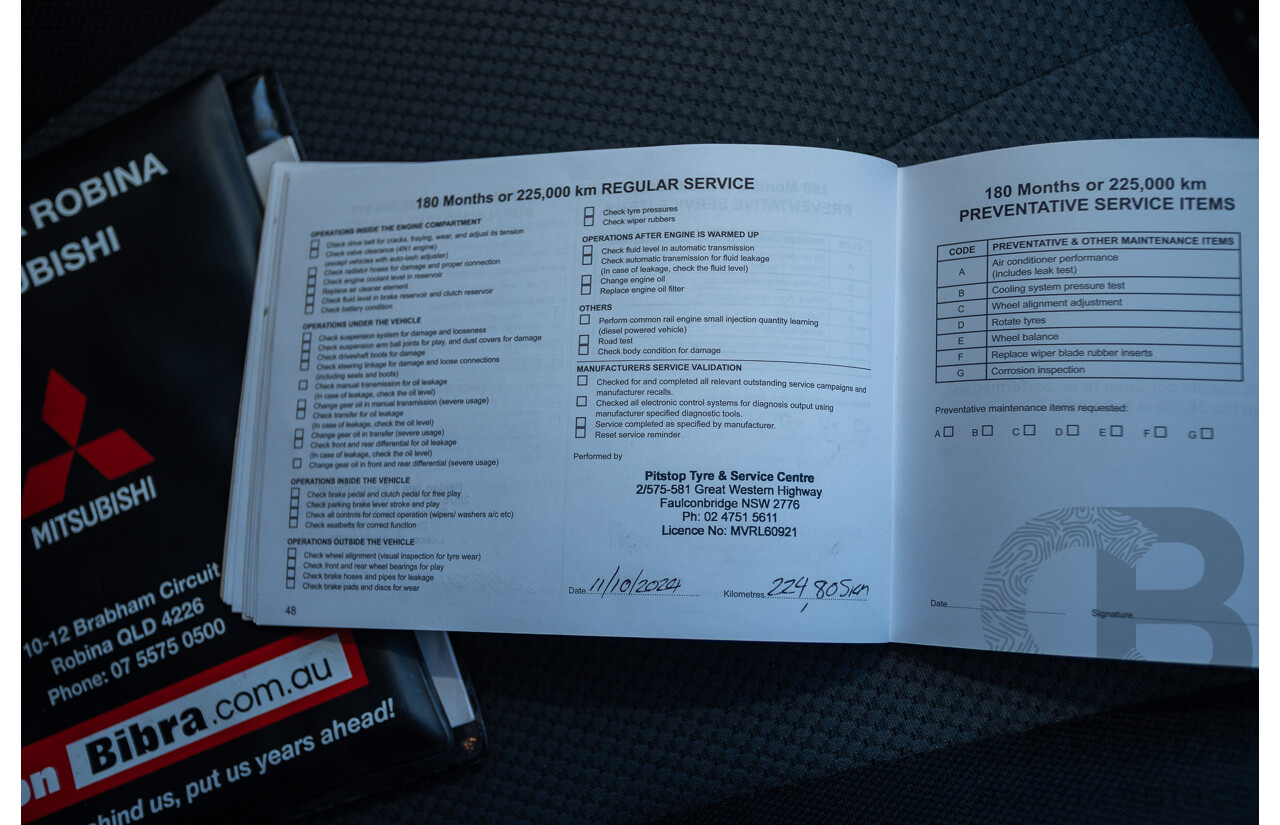 ROBINA
MITSUBISHI
10-12 Brabham Circuit
Robina QLD 4226
Phone: 07 5575 0500
on Bibra.com.au
hind us, put us years ahead!
180 Months or 225,000 km REGULAR SERVICE
OPERATIONS INSIDE THE ENGINE COMPARTMENT
Check drive belt for cracks, fraying, wear, and adjust its tension
Check valve clearance (4N1 engine)
(except vehicles with auto-lash adjuster)
Check radiator hoses for damage and proper connection
Check engine coolant level in reservoir
Replace air cleaner element
Check fluid level in brake reservoir and clutch reservoir
Check battery condition
OPERATIONS UNDER THE VEHICLE
Check suspension system for damage and looseness
Check suspension arm ball joints for play, and dust covers for damage
Check driveshaft boots for damage
Check steering linkage for damage and loose connections
(including seals and boots)
Check manual transmission for oil leakage
(In case of leakage, check the oil level)
Change gear oil in manual transmission (severe usage)
Check transfer for oil leakage
(In case of leakage, check the oil level)
Change gear oil in transfer (severe usage)
Check front and rear differential for oil leakage
(In case of leakage, check the oil level)
Change gear oil in front and rear differential (severe usage)
OPERATIONS INSIDE THE VEHICLE
Check brake pedal and clutch pedal for free play
Check parking brake lever stroke and play
Check all controls for correct operation (wipers/ washers a/c etc)
Check seatbelts for correct function
OPERATIONS OUTSIDE THE VEHICLE
Check wheel alignment (visual inspection for tyre wear)
Check front and rear wheel bearings for play
Check brake hoses and pipes for leakage
Check brake pads and discs for wear
48
Check tyre pressures
Check wiper rubbers
OPERATIONS AFTER ENGINE IS WARMED UP
Check fluid level in automatic transmission
Check automatic transmission for fluid leakage
(In case of leakage, check the fluid level)
Change engine oil
Replace engine oil filter
OTHERS
Perform common rail engine small injection quantity learning
(diesel powered vehicle)
Road test
Check body condition for damage
MANUFACTURERS SERVICE VALIDATION
Checked for and completed all relevant outstanding service campaigns and
manufacturer recalls.
Checked all electronic control systems for diagnosis output using
manufacturer specified diagnostic tools.
Service completed as specified by manufacturer.
Reset service reminder
Performed by
Pitstop Tyre & Service Centre
2/575-581 Great Western Highway
Faulconbridge NSW 2776
Ph: 02 4751 5611
Licence No: MVRL60921
Date 11/10/2024 Kilometres 224,805km
180 Months or 225,000 km
PREVENTATIVE SERVICE ITEMS
CODE PREVENTATIVE & OTHER MAINTENANCE ITEMS
A Air conditioner performance
(includes leak test)
B Cooling system pressure test
C Wheel alignment adjustment
D Rotate tyres
E Wheel balance
F Replace wiper blade rubber inserts
G Corrosion inspection
Preventative maintenance items requested:
A B C D E F G
Date Signature